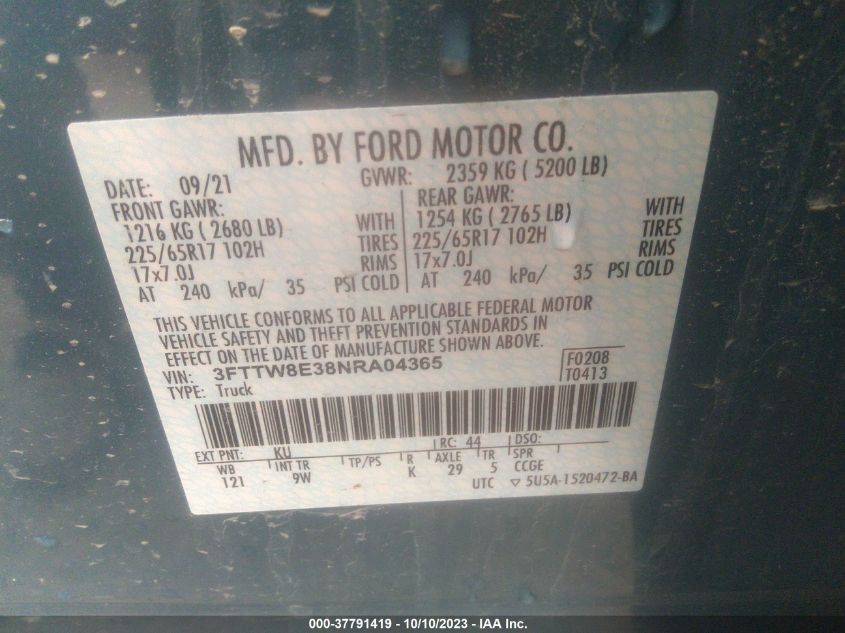 MFD. BY FORD MOTOR CO.
DATE: 09/21 GVWR: 2359 KG ( 5200 LB)
FRONT GAWR: REAR GAWR:
1216 KG ( 2680 LB) WITH 1254 KG ( 2765 LB) WITH
225/65R17 102H TIRES 225/65R17 102H TIRES
17x7.0J RIMS 17x7.0J RIMS
AT 240 kPa/ 35 PSI COLD AT 240 kPa/ 35 PSI COLD
THIS VEHICLE CONFORMS TO ALL APPLICABLE FEDERAL MOTOR
VEHICLE SAFETY AND THEFT PREVENTION STANDARDS IN
EFFECT ON THE DATE OF MANUFACTURE SHOWN ABOVE.
VIN: 3FTTW8E38NRA04365 F0208
TYPE: Truck T0413
EXT PNT: KU RC: 44 DSO:
WB INT TR TP/PS R AXLE TR SPR
121 9W K 29 5 CCGE
UTC ▽ 5U5A-1520472-BA
000-37791419 - 10/10/2023 - IAA Inc.